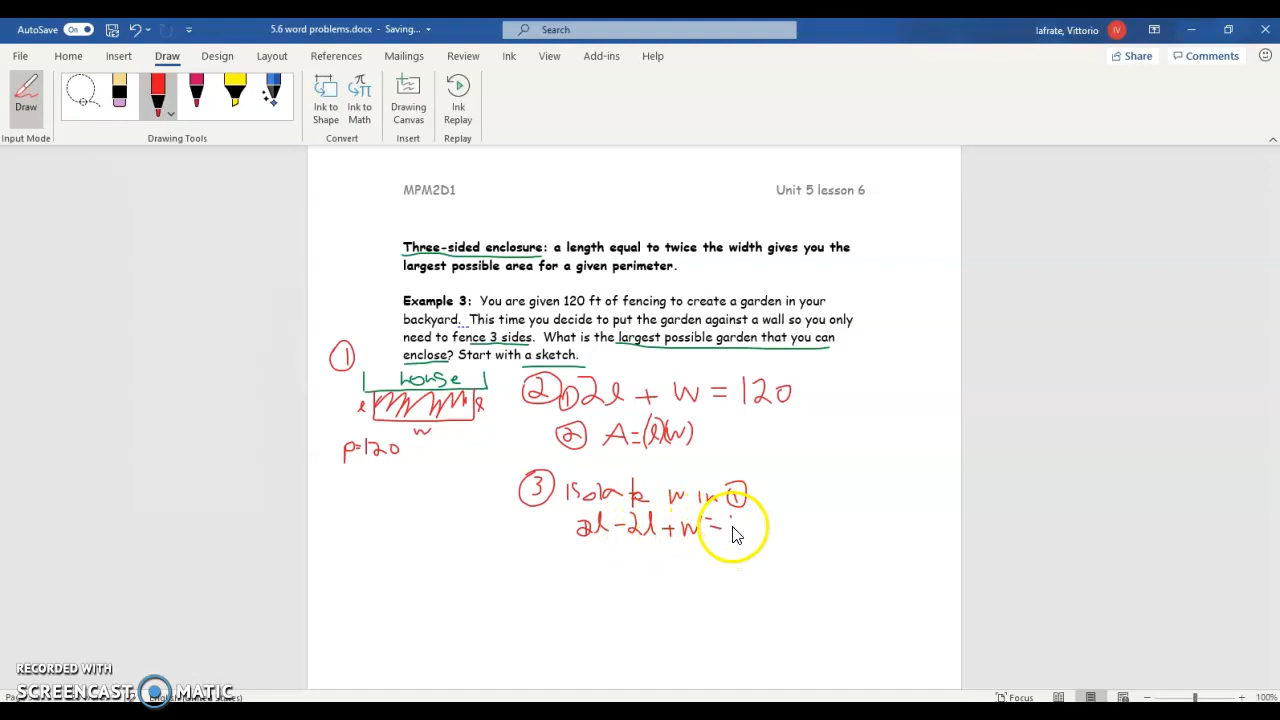 AutoSave On 5.6 word problems.docx - Saving... Search Iafrate, Vittorio IV
File Home Insert Draw Design Layout References Mailings Review View Add-ins Help Share Comments
Draw Ink to Shape Ink to Math Drawing Canvas Ink Replay
Input Mode Drawing Tools Convert Insert Replay
MPM2D1 Unit 5 lesson 6
Three-sided enclosure: a length equal to twice the width gives you the
largest possible area for a given perimeter.
Example 3: You are given 120 ft of fencing to create a garden in your
backyard. This time you decide to put the garden against a wall so you only
need to fence 3 sides. What is the largest possible garden that you can
enclose? Start with a sketch.
1
house
l l
w
P=120
2 1 2l + w = 120
2 A=(l)(w)
3 Isolate w in 1
2l - 2l + w =
RECORDED WITH
SCREENCAST MATIC
English (United States) Focus 100%